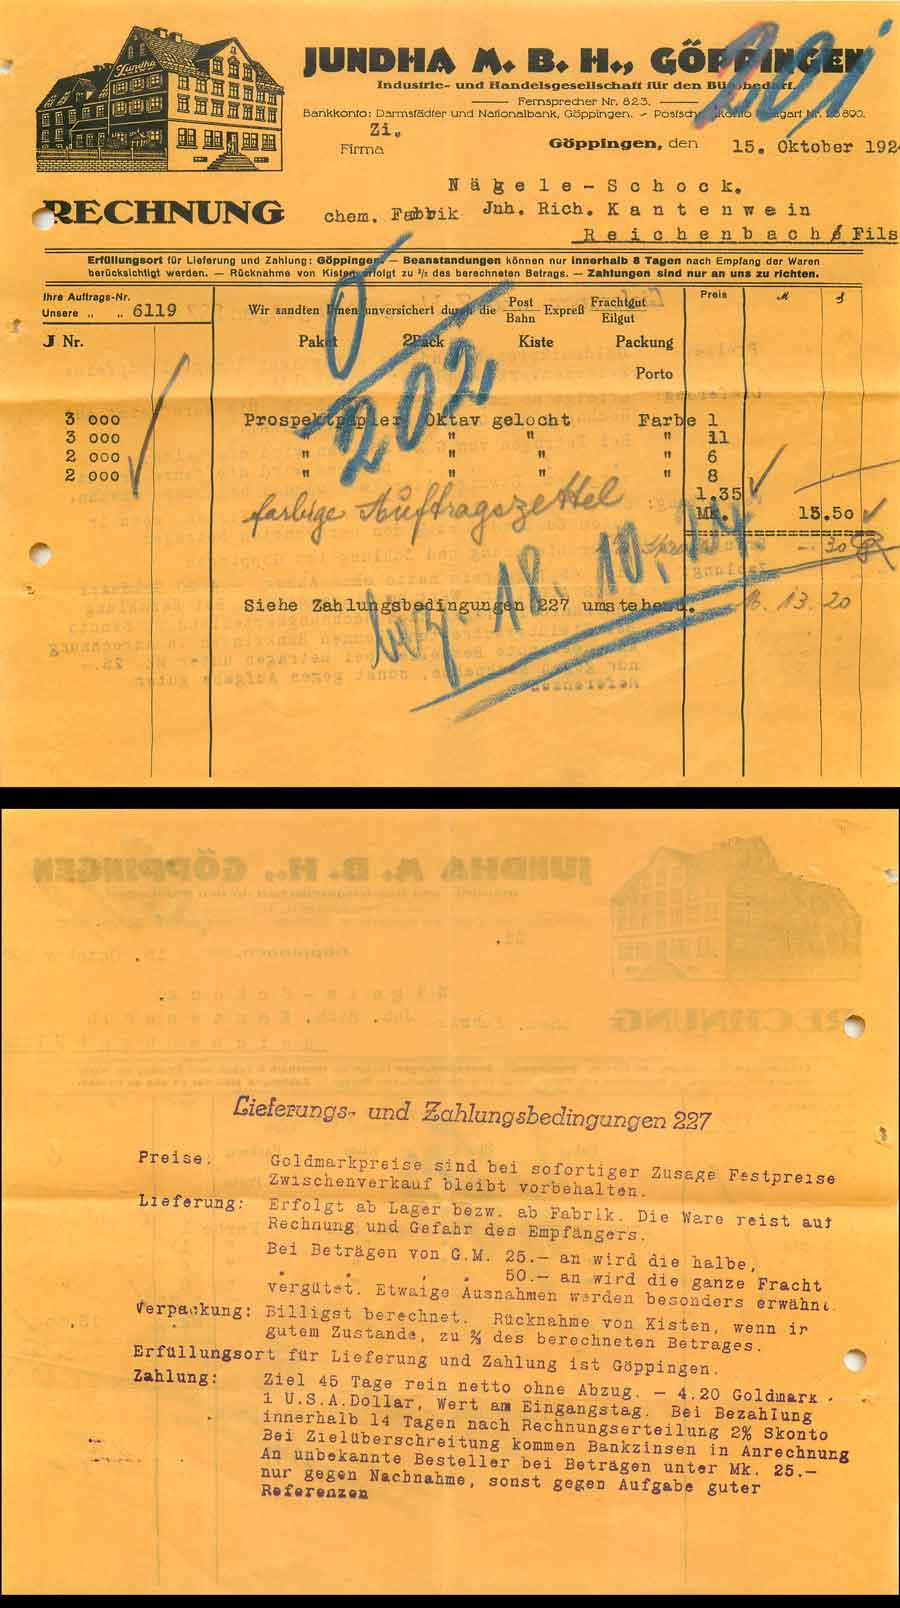 Jundha
JUNDHA M. B. H., GÖPPINGEN
Industrie- und Handelsgesellschaft für den Bürobedarf.
Fernsprecher Nr. 823.
Bankkonto: Darmstädter und Nationalbank, Göppingen. - Postscheckkonto Stuttgart Nr.
Zi.
Firma
Göppingen, den 15. Oktober 192
Nägele-Schock.
RECHNUNG
chem. Fabrik Jnh. Rich. Kantenwein
Reichenbach/Fils
Erfüllungsort für Lieferung und Zahlung: Göppingen. — Beanstandungen können nur innerhalb 8 Tagen nach Empfang der Waren
berücksichtigt werden. — Rücknahme von Kisten erfolgt zu ²/₃ des berechneten Betrags. — Zahlungen sind nur an uns zu richten.
Ihre Auftrags-Nr.
Unsere „ „ 6119
Wir sandten Ihnen unversichert durch die Post Bahn Expreß Frachtgut Eilgut
Preis M
J Nr.
Paket 2Päck Kiste Packung
Porto
202
3 000 Prospektpapier Oktav gelocht Farbe 1
3 000 " " " " 11
2 000 " " " " 6
2 000 " " " " 8
farbige Auftragszettel
1.35
Mk. 13.50
-.30
bez. 18. 10. 24
Siehe Zahlungsbedingungen 227 umstehend.
M. 13.20
Lieferungs- und Zahlungsbedingungen 227
Preise: Goldmarkpreise sind bei sofortiger Zusage Festpreise
Zwischenverkauf bleibt vorbehalten.
Lieferung: Erfolgt ab Lager bezw. ab Fabrik. Die Ware reist auf
Rechnung und Gefahr des Empfängers.
Bei Beträgen von G.M. 25.- an wird die halbe,
" " " " 50.- an wird die ganze Fracht
vergütet. Etwaige Ausnahmen werden besonders erwähnt.
Verpackung: Billigst berechnet. Rücknahme von Kisten, wenn in
gutem Zustande, zu ⅔ des berechneten Betrages.
Erfüllungsort für Lieferung und Zahlung ist Göppingen.
Zahlung: Ziel 45 Tage rein netto ohne Abzug. — 4.20 Goldmark -
1 U.S.A.Dollar, Wert am Eingangstag. Bei Bezahlung
innerhalb 14 Tagen nach Rechnungserteilung 2% Skonto
Bei Zielüberschreitung kommen Bankzinsen in Anrechnung
An unbekannte Besteller bei Beträgen unter Mk. 25.-
nur gegen Nachnahme, sonst gegen Aufgabe guter
Referenzen